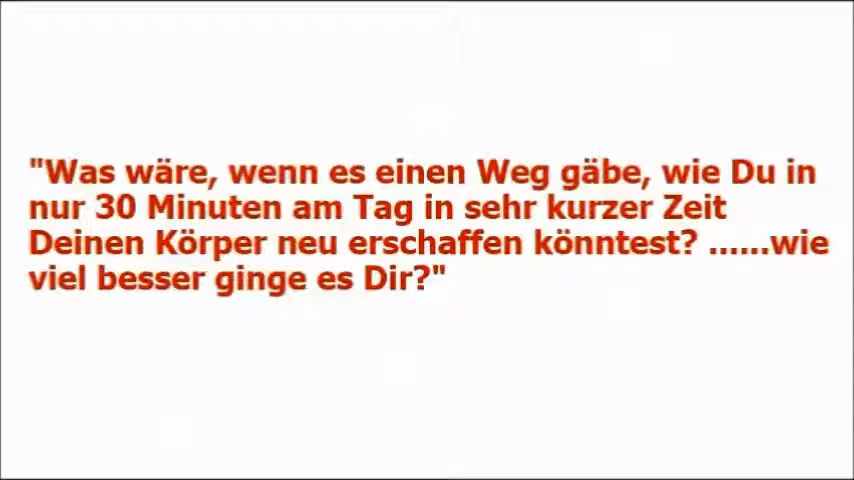 "Was wäre, wenn es einen Weg gäbe, wie Du in
nur 30 Minuten am Tag in sehr kurzer Zeit
Deinen Körper neu erschaffen könntest? ......wie
viel besser ginge es Dir?"